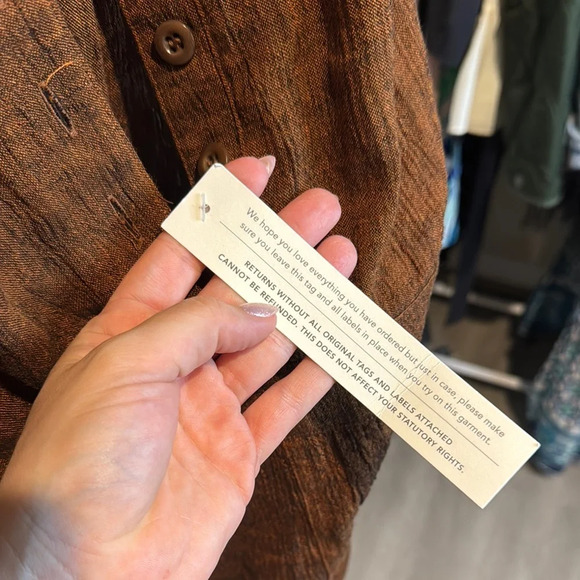 We hope you love everything you have ordered but just in case, please make
sure you leave this tag and all labels in place when you try on this garment.
RETURNS WITHOUT ALL ORIGINAL TAGS AND LABELS ATTACHED
CANNOT BE REFUNDED. THIS DOES NOT AFFECT YOUR STATUTORY RIGHTS.